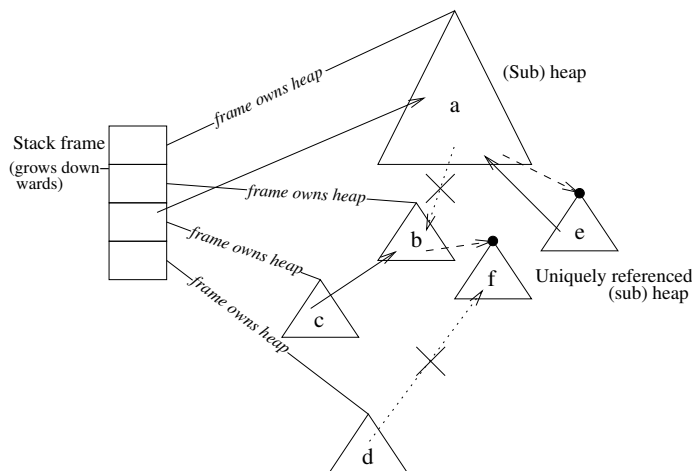 frame owns heap
(Sub) heap
a
Stack frame
(grows down-
wards)
frame owns heap
frame owns heap
b
e
f
Uniquely referenced
(sub) heap
c
frame owns heap
d